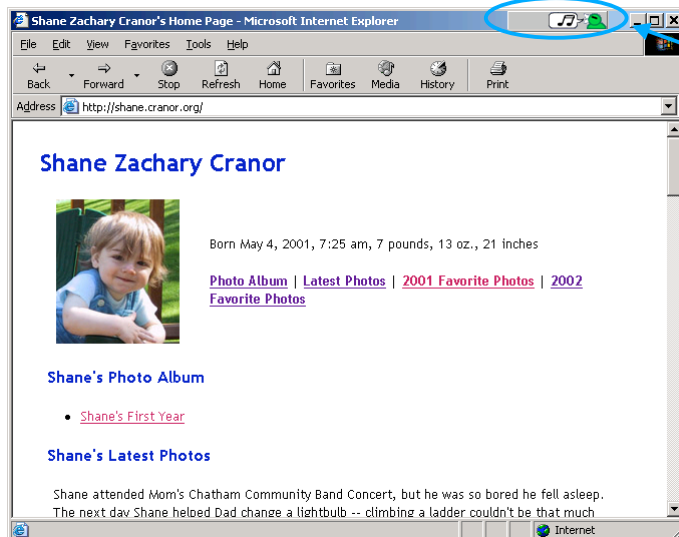 Shane Zachary Cranor's Home Page - Microsoft Internet Explorer
File Edit View Favorites Tools Help
Back Forward Stop Refresh Home Favorites Media History Print
Address http://shane.cranor.org/
Shane Zachary Cranor
Born May 4, 2001, 7:25 am, 7 pounds, 13 oz., 21 inches
Photo Album | Latest Photos | 2001 Favorite Photos | 2002
Favorite Photos
Shane's Photo Album
• Shane's First Year
Shane's Latest Photos
Shane attended Mom's Chatham Community Band Concert, but he was so bored he fell asleep.
The next day Shane helped Dad change a lightbulb -- climbing a ladder couldn't be that much
Internet